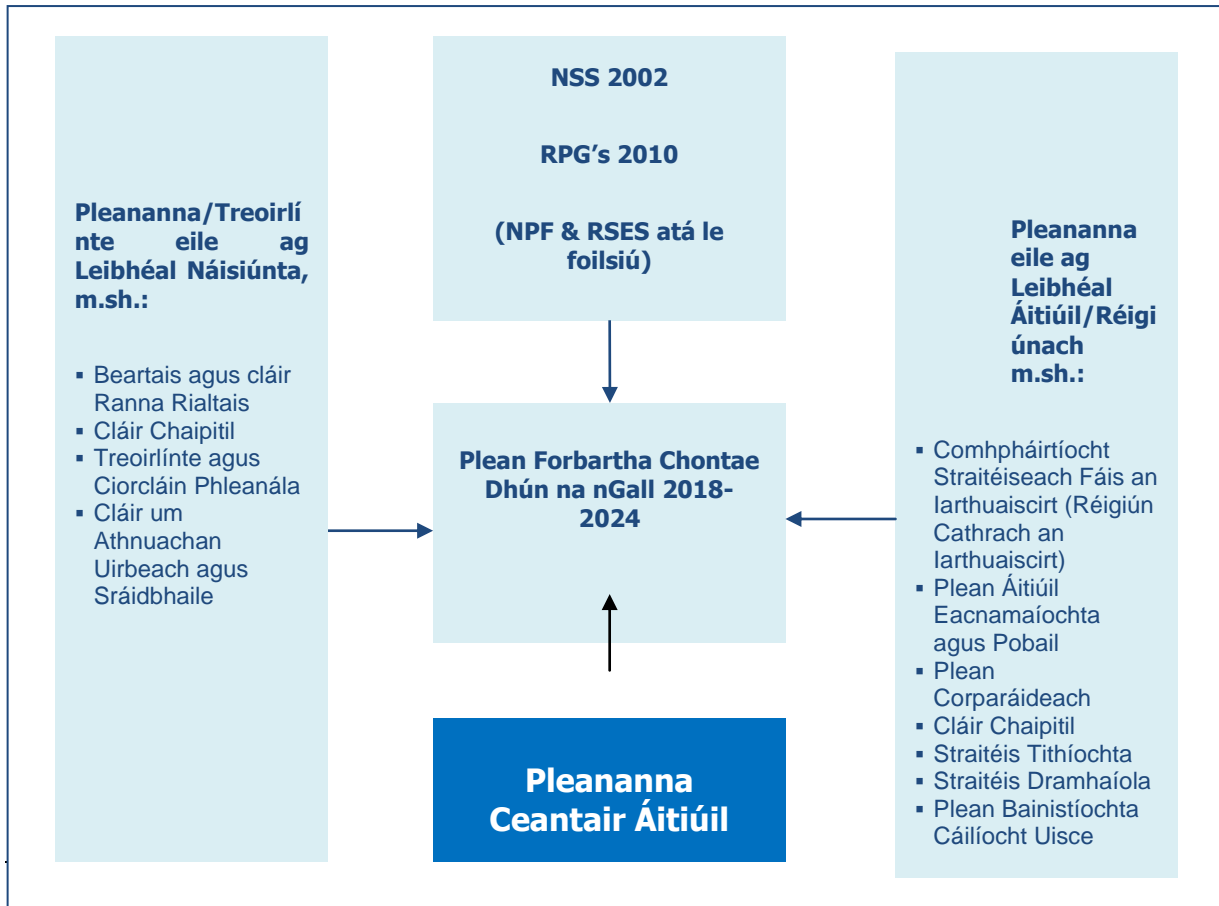 Pleananna/Treoirlí
nte eile ag
Leibhéal Náisiúnta,
m.sh.:
▪ Beartais agus cláir
Ranna Rialtais
▪ Cláir Chaipitil
▪ Treoirlínte agus
Ciorcláin Phleanála
▪ Cláir um
Athnuachan
Uirbeach agus
Sráidbhaile
NSS 2002
RPG’s 2010
(NPF & RSES atá le
foilsiú)
Plean Forbartha Chontae
Dhún na nGall 2018-
2024
Pleananna
Ceantair Áitiúil
Pleananna
eile ag
Leibhéal
Áitiúil/Réigi
únach
m.sh.:
▪ Comhpháirtíocht
Straitéiseach Fáis an
Iarthuaiscirt (Réigiún
Cathrach an
Iarthuaiscirt)
▪ Plean Áitiúil
Eacnamaíochta
agus Pobail
▪ Plean
Corparáideach
▪ Cláir Chaipitil
▪ Straitéis Tithíochta
▪ Straitéis Dramhaíola
▪ Plean Bainistíochta
Cáilíocht Uisce